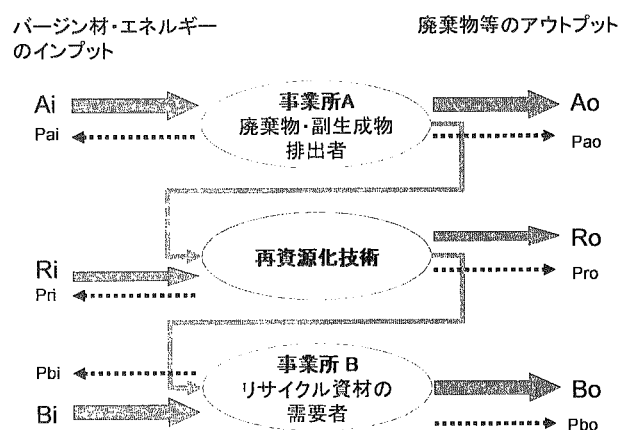 バージン材・エネルギー
のインプット
廃棄物等のアウトプット
Ai
Pai
事業所A
廃棄物・副生成物
排出者
Ao
Pao
Ri
Pri
再資源化技術
Ro
Pro
Pbi
Bi
事業所 B
リサイクル資材の
需要者
Bo
Pbo